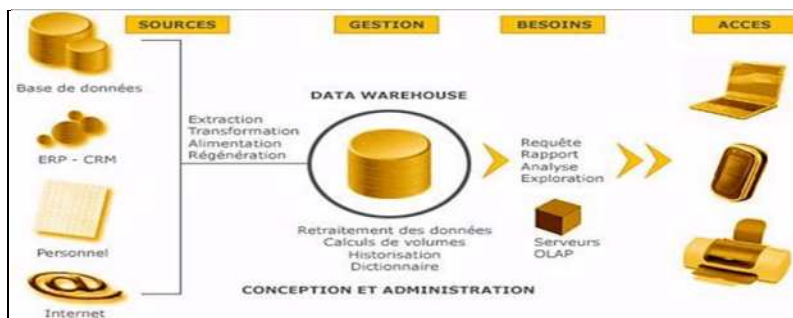 SOURCES
GESTION
BESOINS
ACCES
Base de données
ERP - CRM
Personnel
Internet
Extraction
Transformation
Alimentation
Régénération
DATA WAREHOUSE
Retraitement des données
Calculs de volumes
Historisation
Dictionnaire
Requête
Rapport
Analyse
Exploration
Serveurs
OLAP
CONCEPTION ET ADMINISTRATION